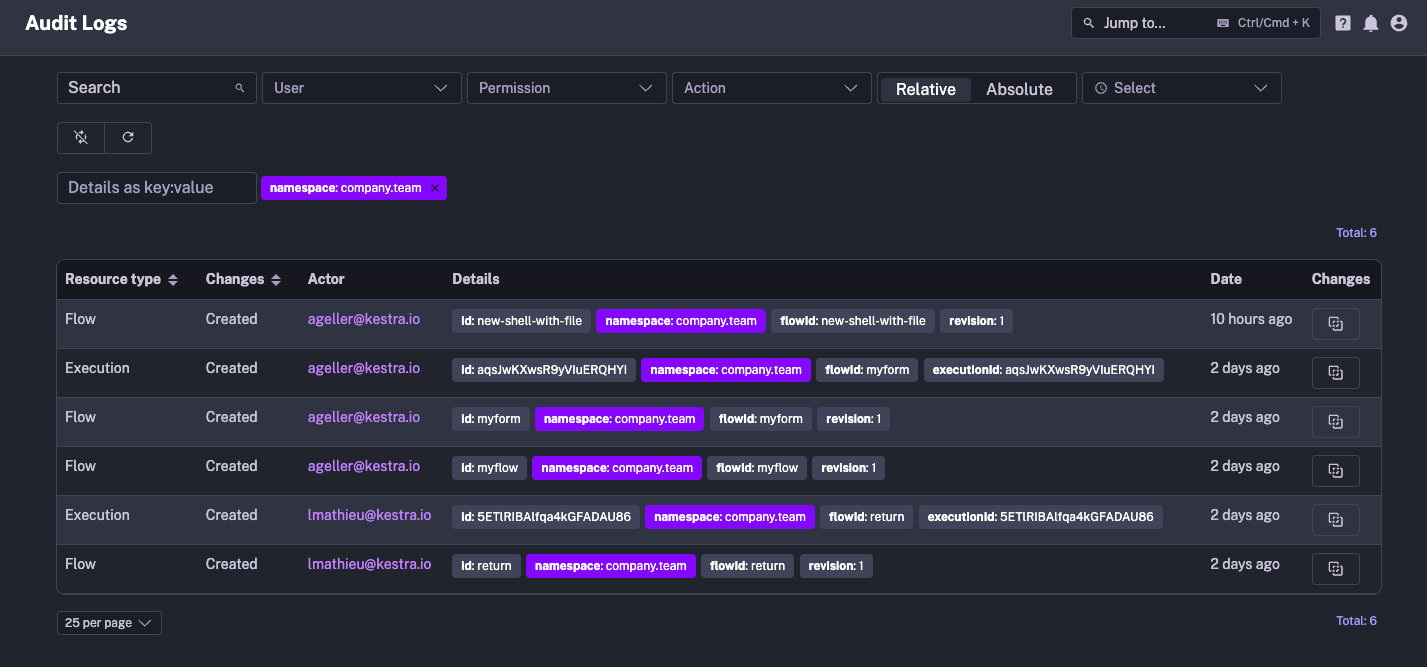 Audit Logs
Jump to... Ctrl/Cmd + K
Search User Permission Action Relative Absolute Select
Details as key:value namespace: company.team ×
Total: 6
Resource type Changes Actor Details Date Changes
Flow Created ageller@kestra.io id: new-shell-with-file namespace: company.team flowId: new-shell-with-file revision: 1 10 hours ago
Execution Created ageller@kestra.io id: aqsJwKXwsR9yVIuERQHYI namespace: company.team flowId: myform executionId: aqsJwKXwsR9yVIuERQHYI 2 days ago
Flow Created ageller@kestra.io id: myform namespace: company.team flowId: myform revision: 1 2 days ago
Flow Created ageller@kestra.io id: myflow namespace: company.team flowId: myflow revision: 1 2 days ago
Execution Created lmathieu@kestra.io id: 5ETlRIBAlfqa4kGFADAU86 namespace: company.team flowId: return executionId: 5ETlRIBAlfqa4kGFADAU86 2 days ago
Flow Created lmathieu@kestra.io id: return namespace: company.team flowId: return revision: 1 2 days ago
25 per page Total: 6